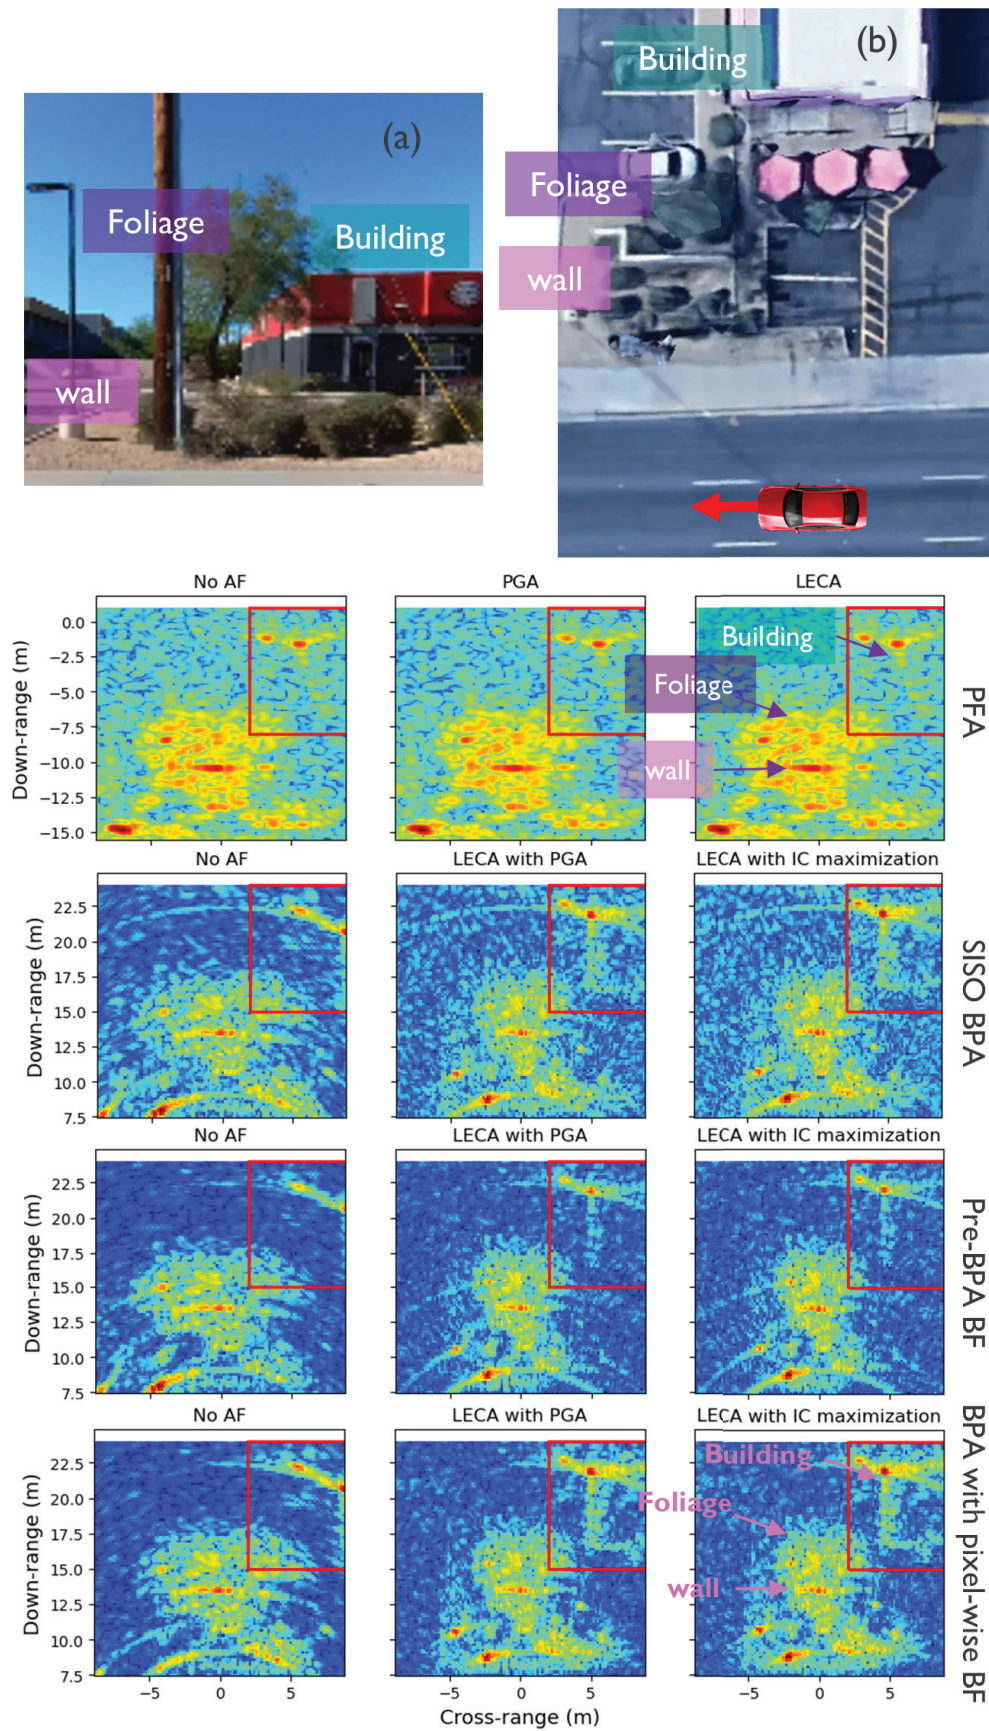 (a)
Foliage
Building
wall
(b)
Building
Foliage
wall
No AF
PGA
LECA
Down-range (m)
0.0
−2.5
−5.0
−7.5
−10.0
−12.5
−15.0
Building
Foliage
wall
PFA
No AF
LECA with PGA
LECA with IC maximization
Down-range (m)
22.5
20.0
17.5
15.0
12.5
10.0
7.5
SISO BPA
No AF
LECA with PGA
LECA with IC maximization
Down-range (m)
22.5
20.0
17.5
15.0
12.5
10.0
7.5
Pre-BPA BF
No AF
LECA with PGA
LECA with IC maximization
Down-range (m)
22.5
20.0
17.5
15.0
12.5
10.0
7.5
Building
Foliage
wall
BPA with pixel-wise BF
−5 0 5
−5 0 5
−5 0 5
Cross-range (m)